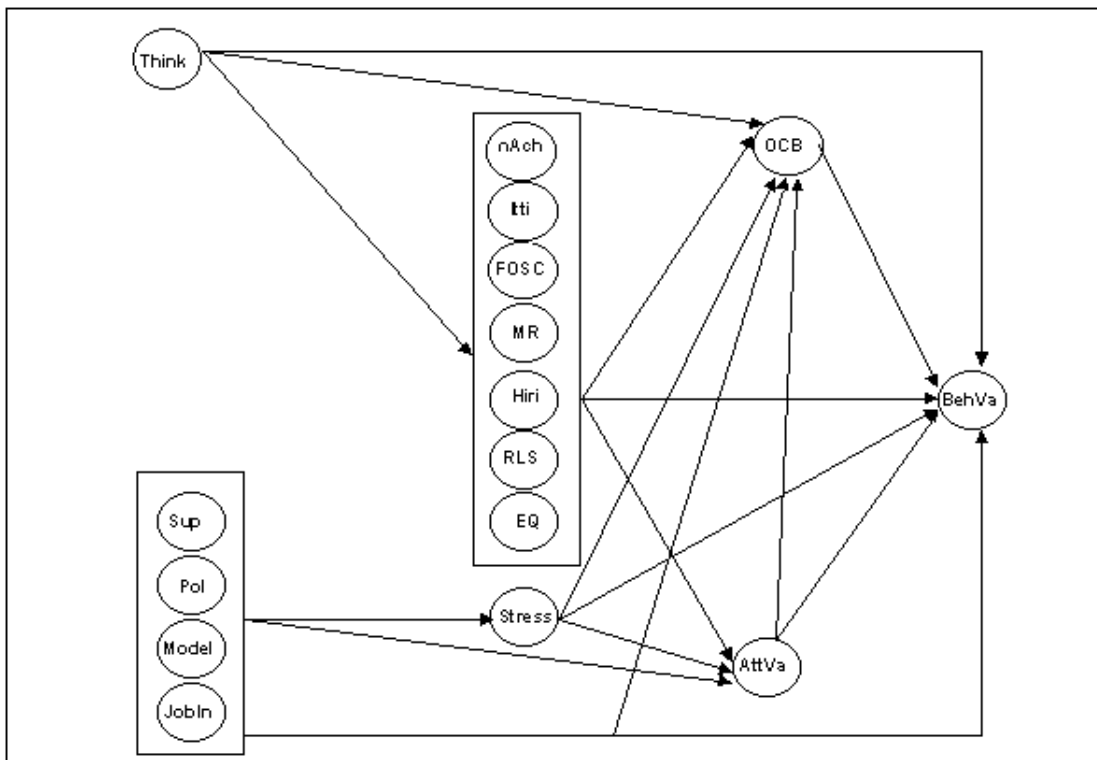 Think
nAch
Itti
FOSC
MR
Hiri
RLS
EQ
OCB
BehVa
Sup
Pol
Model
JobIn
Stress
AttVa